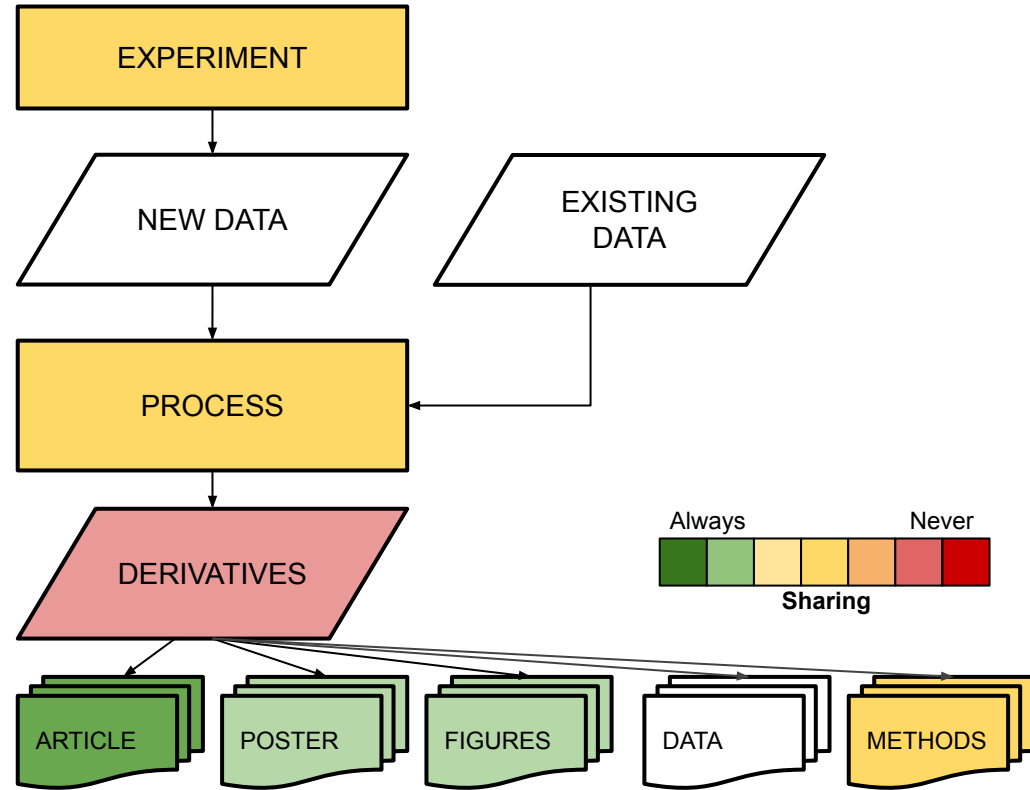 EXPERIMENT
NEW DATA
EXISTING
DATA
PROCESS
DERIVATIVES
Always
Never
Sharing
ARTICLE
POSTER
FIGURES
DATA
METHODS